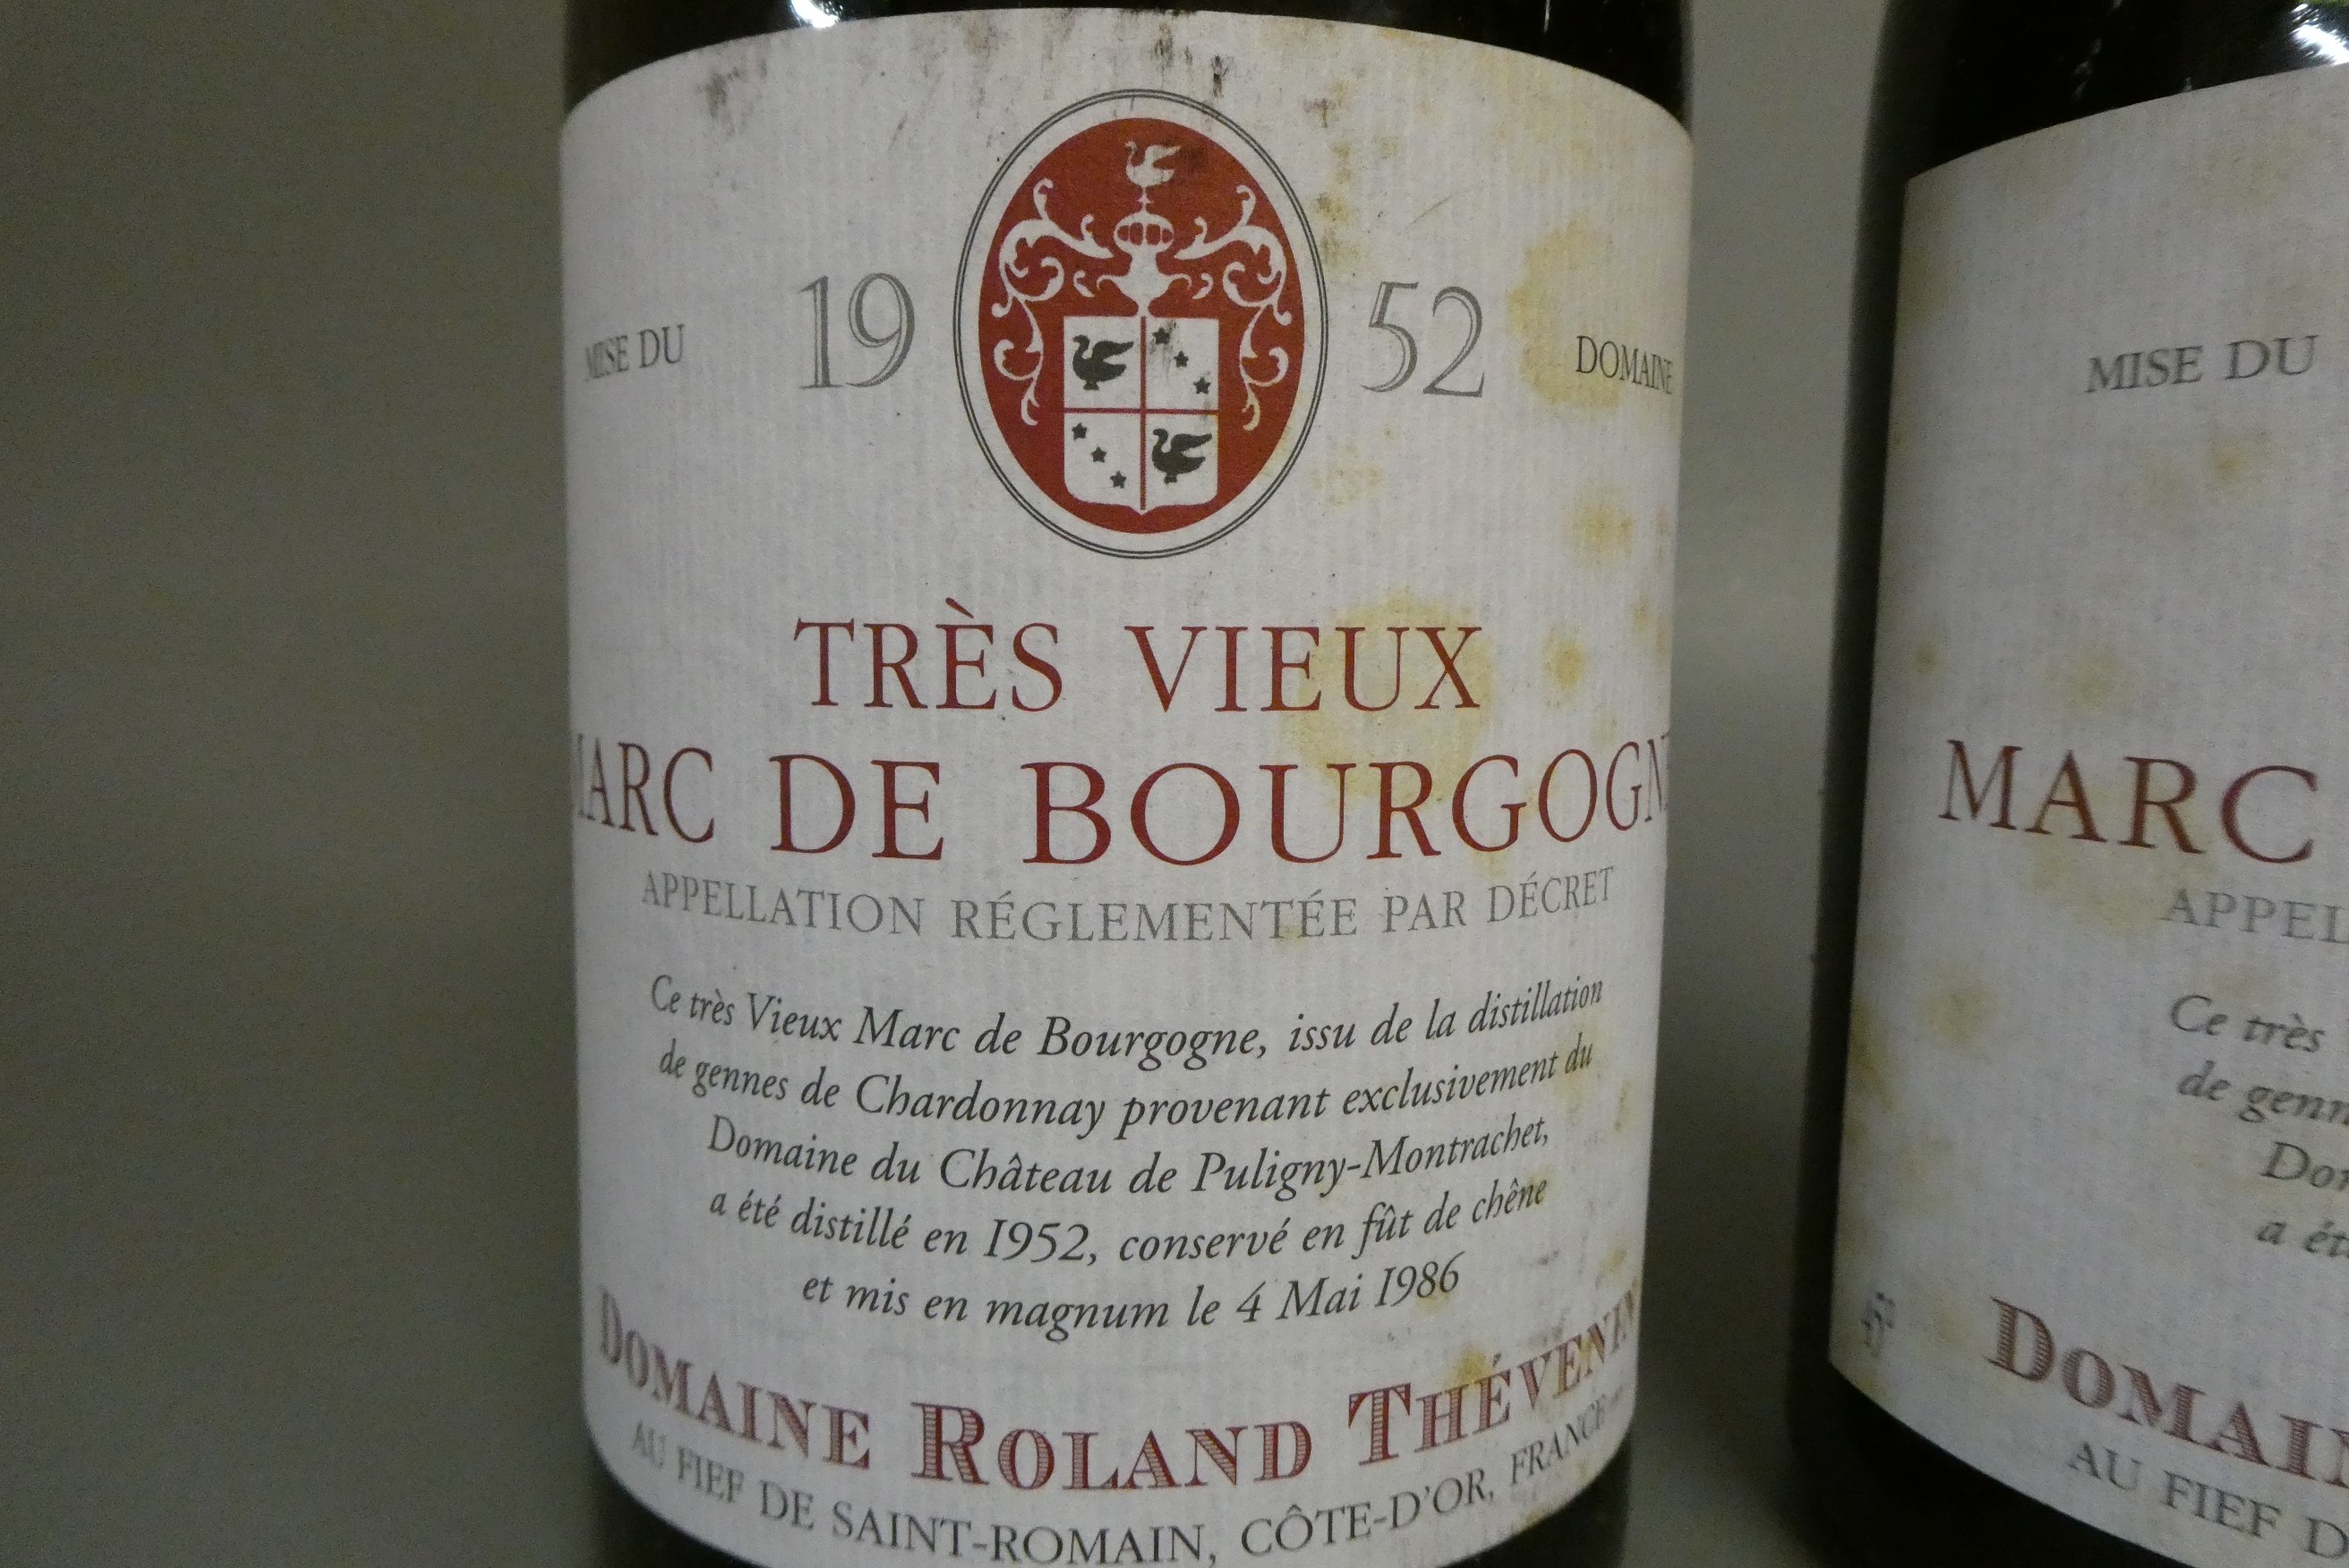 MISE DU 19 52 DOMAINE
TRÈS VIEUX
MARC DE BOURGOGNE
APPELLATION RÉGLEMENTÉE PAR DÉCRET
Ce très Vieux Marc de Bourgogne, issu de la distillation
de gennes de Chardonnay provenant exclusivement du
Domaine du Château de Puligny-Montrachet,
a été distillé en 1952, conservé en fût de chêne
et mis en magnum le 4 Mai 1986
DOMAINE ROLAND THÉVENIN
AU FIEF DE SAINT-ROMAIN, CÔTE-D'OR, FRANCE
MISE DU
MARC
APPEL
Ce très
de genn
Dom
a ét
45°
DOMAIN
AU FIEF D